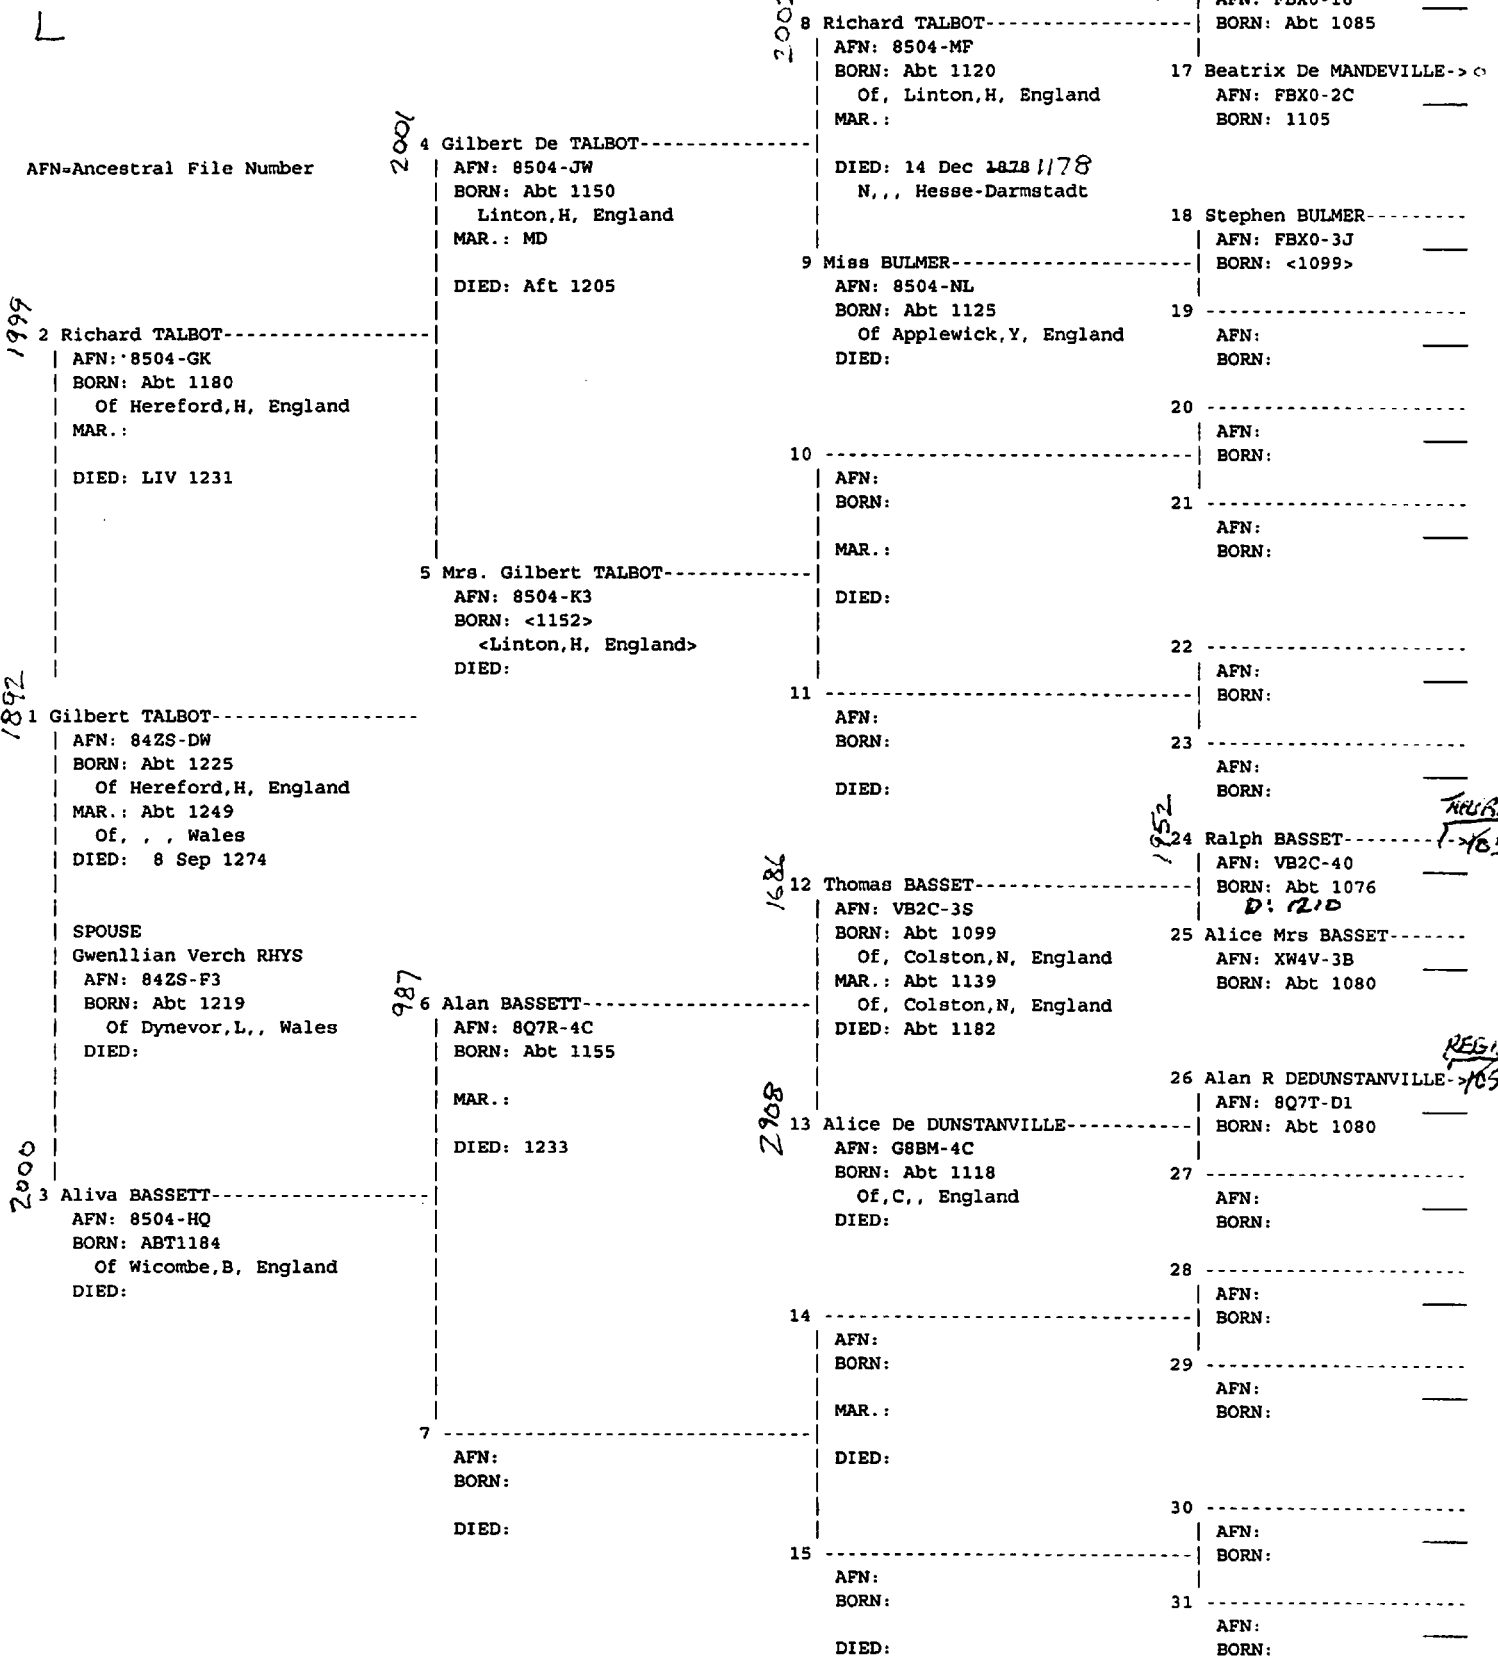 L
AFN=Ancestral File Number
1892
1 Gilbert TALBOT-----------------
AFN: 84ZS-DW
BORN: Abt 1225
Of Hereford,H, England
MAR.: Abt 1249
Of, , , Wales
DIED: 8 Sep 1274
SPOUSE
Gwenllian Verch RHYS
AFN: 84ZS-F3
BORN: Abt 1219
Of Dynevor,L,, Wales
DIED:
1999
2 Richard TALBOT-----------------
AFN: 8504-GK
BORN: Abt 1180
Of Hereford,H, England
MAR.:
DIED: LIV 1231
2000
3 Aliva BASSETT------------------
AFN: 8504-HQ
BORN: ABT1184
Of Wicombe,B, England
DIED:
2001
4 Gilbert De TALBOT--------------
AFN: 8504-JW
BORN: Abt 1150
Linton,H, England
MAR.: MD
DIED: Aft 1205
5 Mrs. Gilbert TALBOT------------
AFN: 8504-K3
BORN: <1152>
<Linton,H, England>
DIED:
987
6 Alan BASSETT-------------------
AFN: 8Q7R-4C
BORN: Abt 1155
MAR.:
DIED: 1233
7 -------------------------------
AFN:
BORN:
DIED:
8 Richard TALBOT-----------------
AFN: 8504-MF
BORN: Abt 1120
Of, Linton,H, England
MAR.:
DIED: 14 Dec 1878 1178
N,,, Hesse-Darmstadt
9 Miss BULMER--------------------
AFN: 8504-NL
BORN: Abt 1125
Of Applewick,Y, England
DIED:
10 -------------------------------
AFN:
BORN:
MAR.:
DIED:
11 -------------------------------
AFN:
BORN:
DIED:
1686
12 Thomas BASSET------------------
AFN: VB2C-3S
BORN: Abt 1099
Of, Colston,N, England
MAR.: Abt 1139
Of, Colston,N, England
DIED: Abt 1182
2908
13 Alice De DUNSTANVILLE----------
AFN: G8BM-4C
BORN: Abt 1118
Of,C,, England
DIED:
14 -------------------------------
AFN:
BORN:
MAR.:
DIED:
15 -------------------------------
AFN:
BORN:
DIED:
BORN: Abt 1085
17 Beatrix De MANDEVILLE->
AFN: FBX0-2C
BORN: 1105
18 Stephen BULMER---------
AFN: FBX0-3J
BORN: <1099>
19 ----------------------
AFN:
BORN:
20 ----------------------
AFN:
BORN:
21 ----------------------
AFN:
BORN:
22 ----------------------
AFN:
BORN:
23 ----------------------
AFN:
BORN:
1952
24 Ralph BASSET----------->
AFN: VB2C-40
BORN: Abt 1076
D: 1210
25 Alice Mrs BASSET-------
AFN: XW4V-3B
BORN: Abt 1080
26 Alan R DEDUNSTANVILLE->
AFN: 8Q7T-D1
BORN: Abt 1080
27 ----------------------
AFN:
BORN:
28 ----------------------
AFN:
BORN:
29 ----------------------
AFN:
BORN:
30 ----------------------
AFN:
BORN:
31 ----------------------
AFN:
BORN: